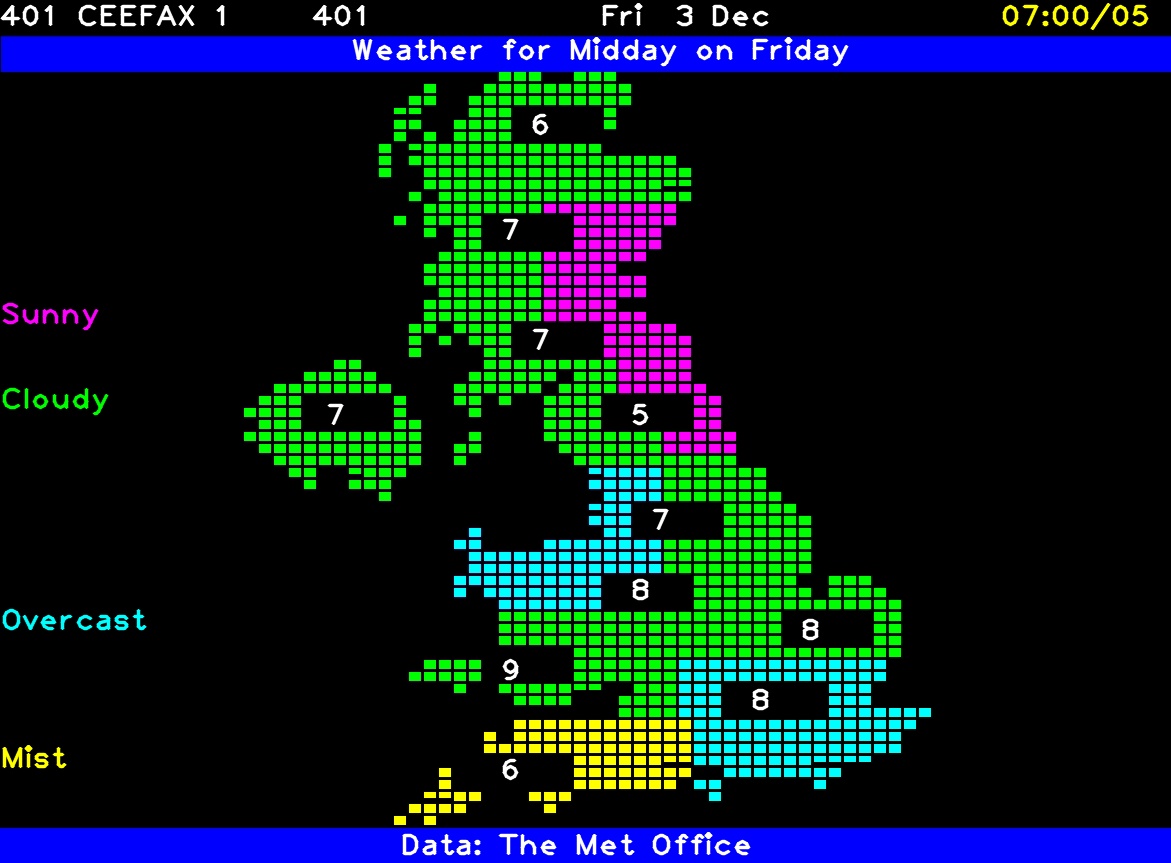 401 CEEFAX 1 401 Fri 3 Dec 07:00/05
Weather for Midday on Friday
6
7
Sunny
7
Cloudy
7 5
7
8
Overcast
8
9
8
Mist
6
Data: The Met Office